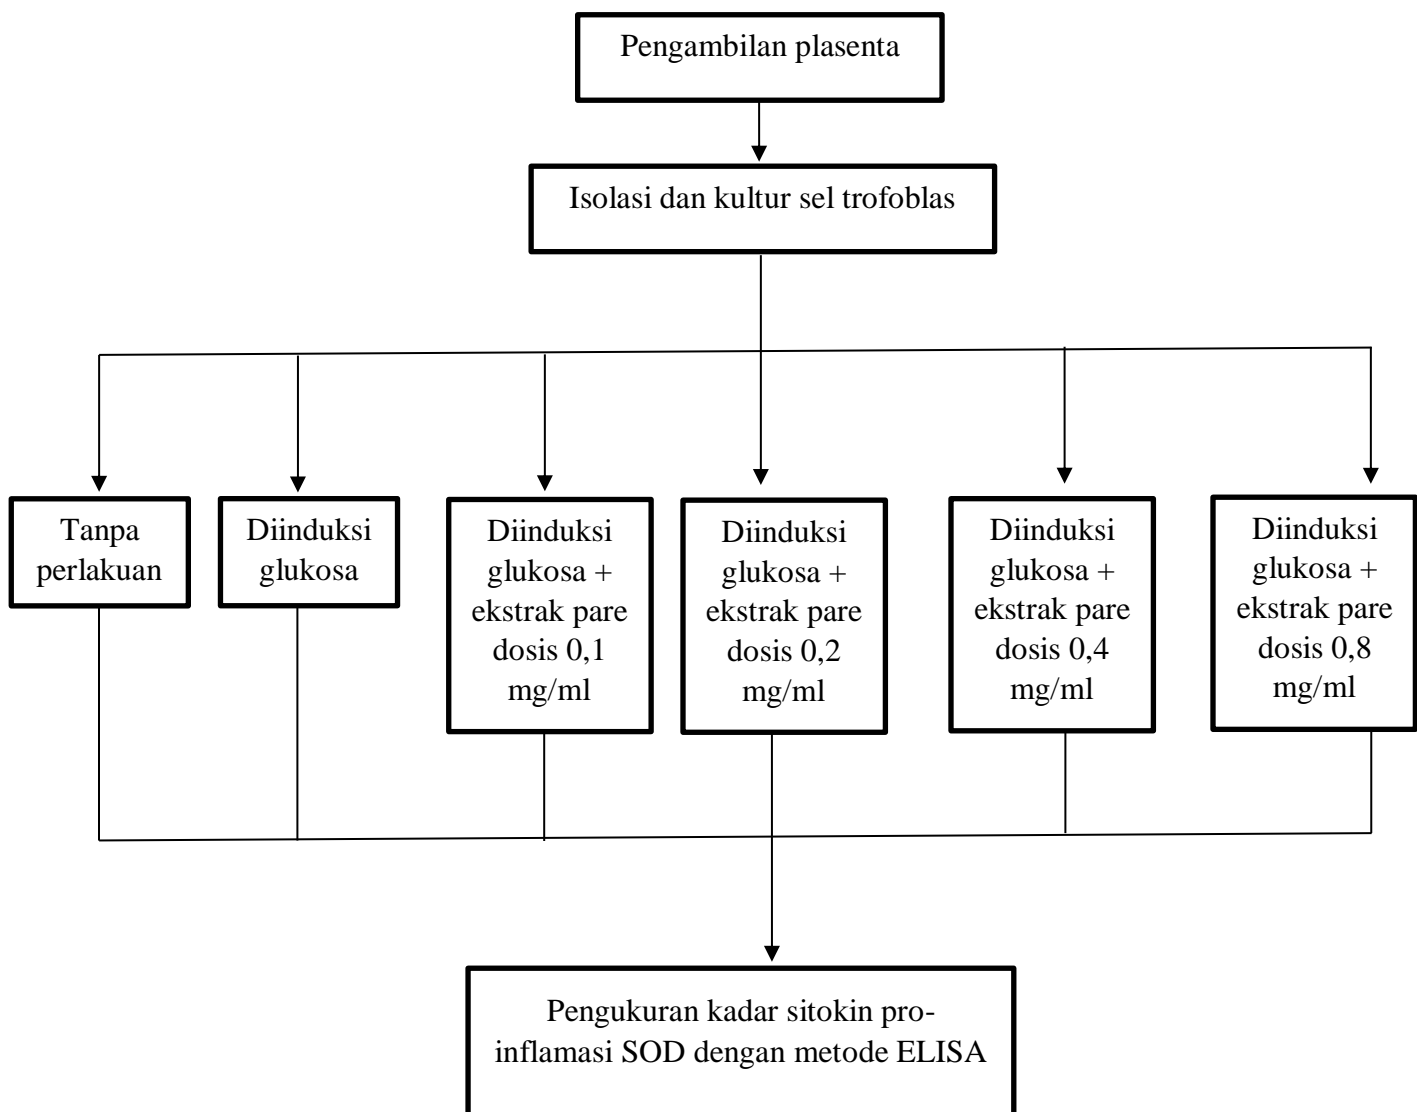 Pengambilan plasenta
Isolasi dan kultur sel trofoblas
Tanpa
perlakuan
Diinduksi
glukosa
Diinduksi
glukosa +
ekstrak pare
dosis 0,1
mg/ml
Diinduksi
glukosa +
ekstrak pare
dosis 0,2
mg/ml
Diinduksi
glukosa +
ekstrak pare
dosis 0,4
mg/ml
Diinduksi
glukosa +
ekstrak pare
dosis 0,8
mg/ml
Pengukuran kadar sitokin pro-
inflamasi SOD dengan metode ELISA